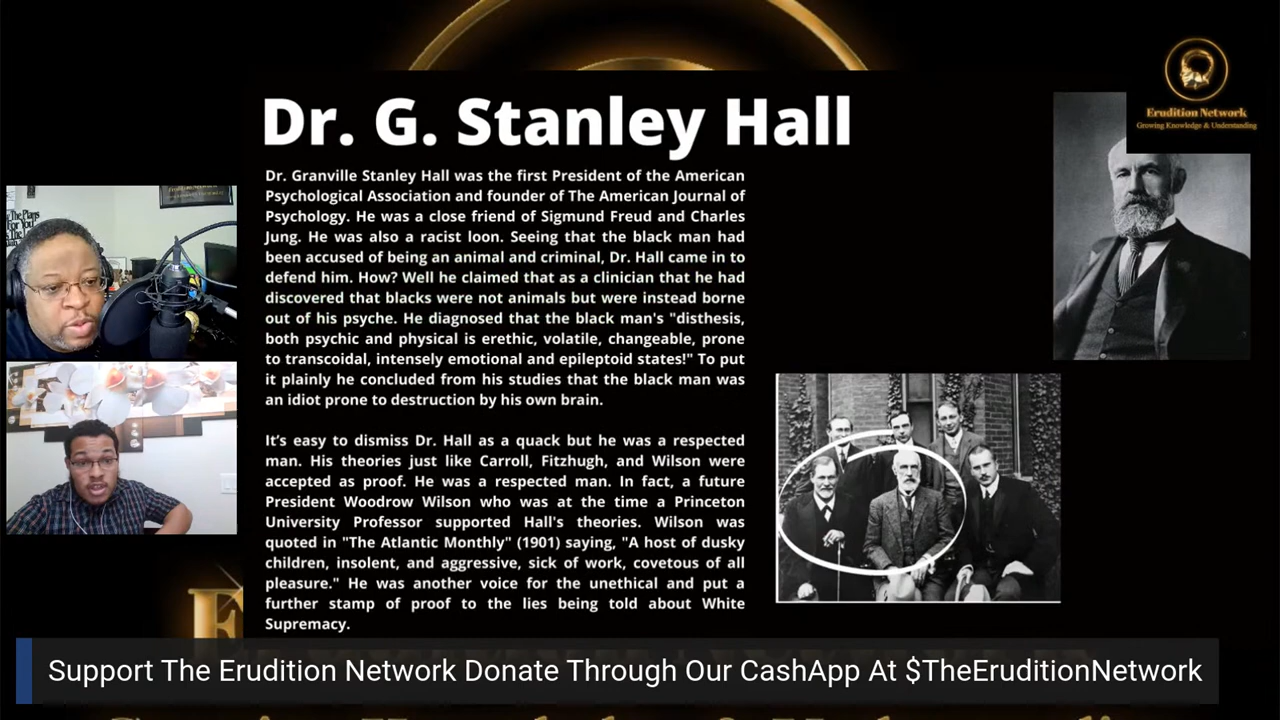 Dr. G. Stanley Hall
Erudition Network
Growing Knowledge & Understanding
Dr. Granville Stanley Hall was the first President of the American
Psychological Association and founder of The American Journal of
Psychology. He was a close friend of Sigmund Freud and Charles
Jung. He was also a racist loon. Seeing that the black man had
been accused of being an animal and criminal, Dr. Hall came in to
defend him. How? Well he claimed that as a clinician that he had
discovered that blacks were not animals but were instead borne
out of his psyche. He diagnosed that the black man's "disthesis,
both psychic and physical is erethic, volatile, changeable, prone
to transcoidal, intensely emotional and epileptoid states!" To put
it plainly he concluded from his studies that the black man was
an idiot prone to destruction by his own brain.
It's easy to dismiss Dr. Hall as a quack but he was a respected
man. His theories just like Carroll, Fitzhugh, and Wilson were
accepted as proof. He was a respected man. In fact, a future
President Woodrow Wilson who was at the time a Princeton
University Professor supported Hall's theories. Wilson was
quoted in "The Atlantic Monthly" (1901) saying, "A host of dusky
children, insolent, and aggressive, sick of work, covetous of all
pleasure." He was another voice for the unethical and put a
further stamp of proof to the lies being told about White
Supremacy.
Support The Erudition Network Donate Through Our CashApp At $TheEruditionNetwork